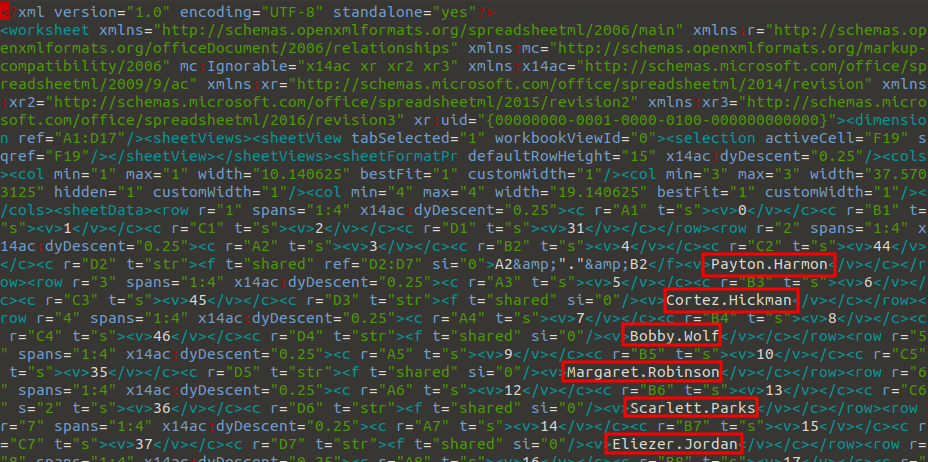 <?xml version="1.0" encoding="UTF-8" standalone="yes"?>
<worksheet xmlns="http://schemas.openxmlformats.org/spreadsheetml/2006/main" xmlns:r="http://schemas.op
enxmlformats.org/officeDocument/2006/relationships" xmlns:mc="http://schemas.openxmlformats.org/markup-
compatibility/2006" mc:Ignorable="x14ac xr xr2 xr3" xmlns:x14ac="http://schemas.microsoft.com/office/sp
readsheetml/2009/9/ac" xmlns:xr="http://schemas.microsoft.com/office/spreadsheetml/2014/revision" xmlns
:xr2="http://schemas.microsoft.com/office/spreadsheetml/2015/revision2" xmlns:xr3="http://schemas.micro
soft.com/office/spreadsheetml/2016/revision3" xr:uid="{00000000-0001-0000-0100-000000000000}"><dimensio
n ref="A1:D17"/><sheetViews><sheetView tabSelected="1" workbookViewId="0"><selection activeCell="F19" s
qref="F19"/></sheetView></sheetViews><sheetFormatPr defaultRowHeight="15" x14ac:dyDescent="0.25"/><cols
><col min="1" max="1" width="10.140625" bestFit="1" customWidth="1"/><col min="3" max="3" width="37.570
3125" hidden="1" customWidth="1"/><col min="4" max="4" width="19.140625" bestFit="1" customWidth="1"/><
/cols><sheetData><row r="1" spans="1:4" x14ac:dyDescent="0.25"><c r="A1" t="s"><v>0</v></c><c r="B1" t=
"s"><v>1</v></c><c r="C1" t="s"><v>2</v></c><c r="D1" t="s"><v>31</v></c></row><row r="2" spans="1:4" x
14ac:dyDescent="0.25"><c r="A2" t="s"><v>3</v></c><c r="B2" t="s"><v>4</v></c><c r="C2" t="s"><v>44</v>
</c><c r="D2" t="str"><f t="shared" ref="D2:D7" si="0">A2&amp;"."&amp;B2</f><v>Payton.Harmon</v></c></r
ow><row r="3" spans="1:4" x14ac:dyDescent="0.25"><c r="A3" t="s"><v>5</v></c><c r="B3" t="s"><v>6</v></
c><c r="C3" t="s"><v>45</v></c><c r="D3" t="str"><f t="shared" si="0"/><v>Cortez.Hickman</v></c></row><
row r="4" spans="1:4" x14ac:dyDescent="0.25"><c r="A4" t="s"><v>7</v></c><c r="B4" t="s"><v>8</v></c><c
 r="C4" t="s"><v>46</v></c><c r="D4" t="str"><f t="shared" si="0"/><v>Bobby.Wolf</v></c></row><row r="5
" spans="1:4" x14ac:dyDescent="0.25"><c r="A5" t="s"><v>9</v></c><c r="B5" t="s"><v>10</v></c><c r="C5"
 t="s"><v>35</v></c><c r="D5" t="str"><f t="shared" si="0"/><v>Margaret.Robinson</v></c></row><row r="6
" spans="1:4" x14ac:dyDescent="0.25"><c r="A6" t="s"><v>12</v></c><c r="B6" t="s"><v>13</v></c><c r="C6
" s="2" t="s"><v>36</v></c><c r="D6" t="str"><f t="shared" si="0"/><v>Scarlett.Parks</v></c></row><row 
r="7" spans="1:4" x14ac:dyDescent="0.25"><c r="A7" t="s"><v>14</v></c><c r="B7" t="s"><v>15</v></c><c r
="C7" t="s"><v>37</v></c><c r="D7" t="str"><f t="shared" si="0"/><v>Eliezer.Jordan</v></c></row><row r=
"8" spans="1:4" x14ac:dyDescent="0.25"><c r="A8" t="s"><v>16</v></c><c r="B8" t="s"><v>17</v></c><c r